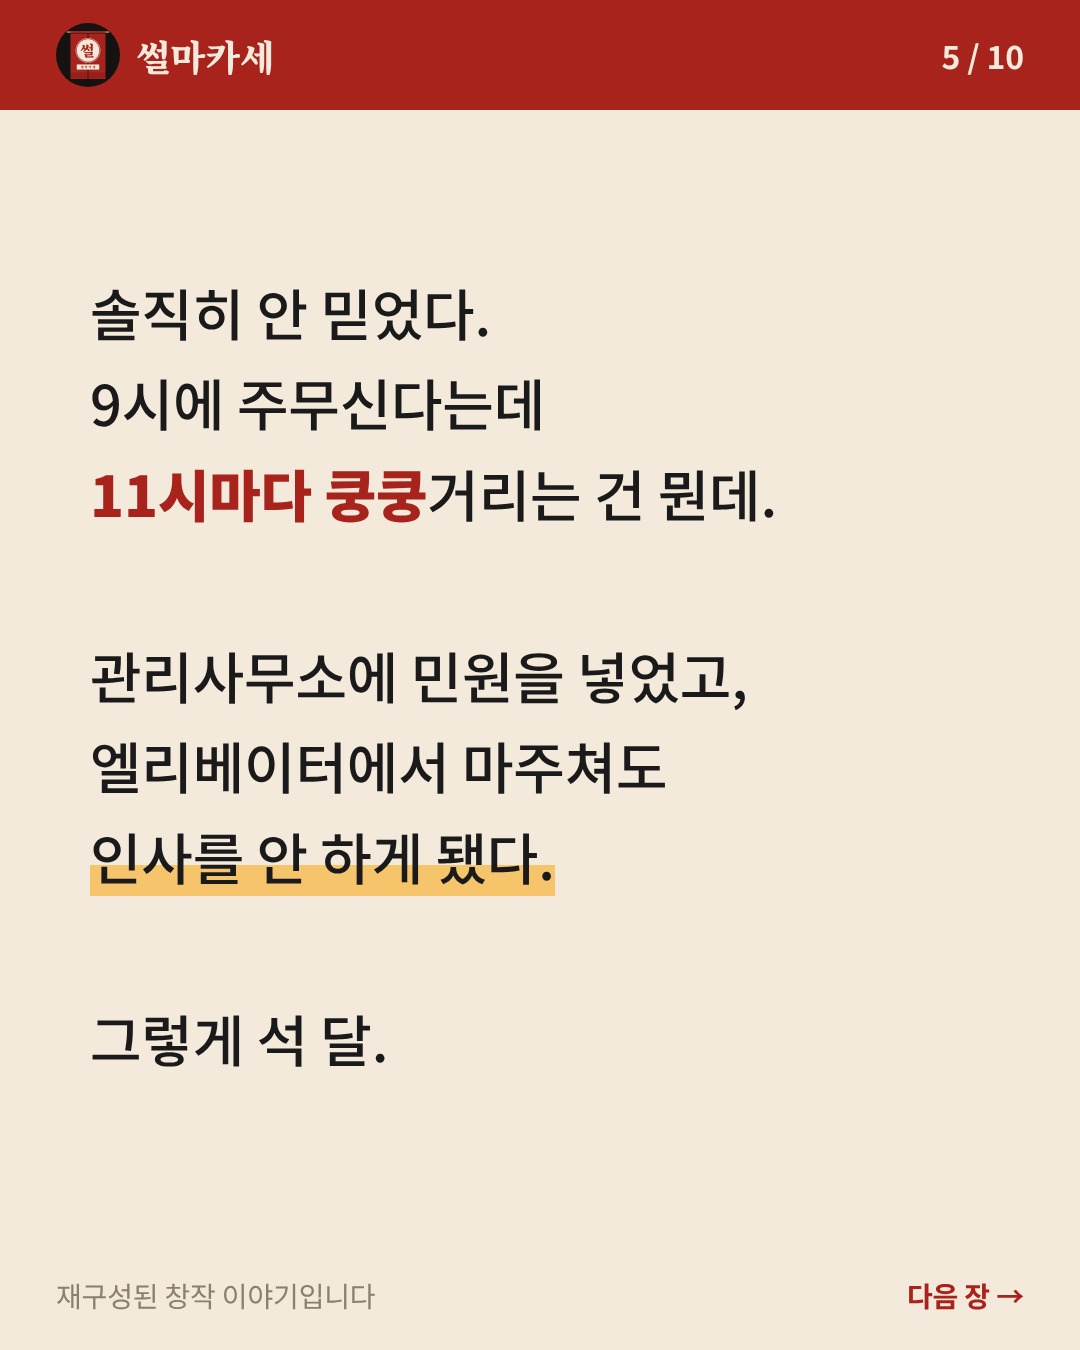 썰
썰마카세
5 / 10
솔직히 안 믿었다.
9시에 주무신다는데
11시마다 쿵쿵거리는 건 뭔데.
관리사무소에 민원을 넣었고,
엘리베이터에서 마주쳐도
인사를 안 하게 됐다.
그렇게 석 달.
재구성된 창작 이야기입니다
다음 장 →